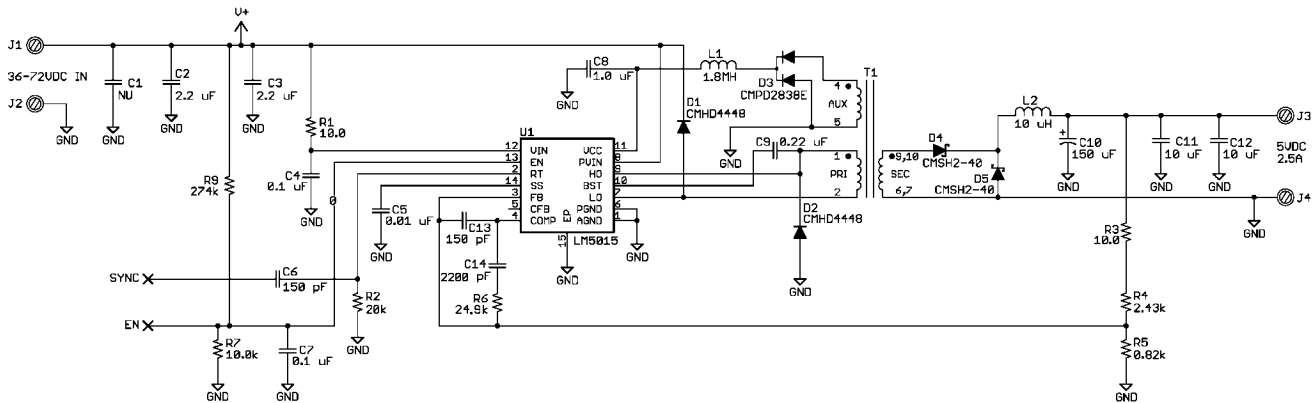 V+
J1
36-72VDC IN
J2
GND
C1
NU
GND
C2
2.2 uF
GND
C3
2.2 uF
GND
R1
10.0
R9
274k
C4
0.1 uF
0
GND
C5
0.01 uF
GND
C8
1.0 uF
GND
L1
1.8MH
D3
CMPD2838E
GND
D1
CMHD4448
U1
12 VIN
13 EN
2 RT
14 SS
3 FB
5 CFB
4 COMP
VCC 11
PVIN 8
HO 9
BST 10
LO 7
PGND 6
AGND 1
EP
15
LM5015
GND
GND
C9 0.22 uF
T1
4
AUX
5
1
PRI
2
9,10
SEC
6,7
D2
CMHD4448
GND
D4
CMSH2-40
D5
CMSH2-40
L2
10 uH
+
C10
150 uF
GND
C11
10 uF
GND
C12
10 uF
GND
J3
5VDC
2.5A
J4
GND
R3
10.0
R4
2.43k
R5
0.82k
GND
C13
150 pF
C14
2200 pF
R6
24.9k
SYNC
C6
150 pF
R2
20k
GND
EN
R7
10.0k
GND
C7
0.1 uF
GND